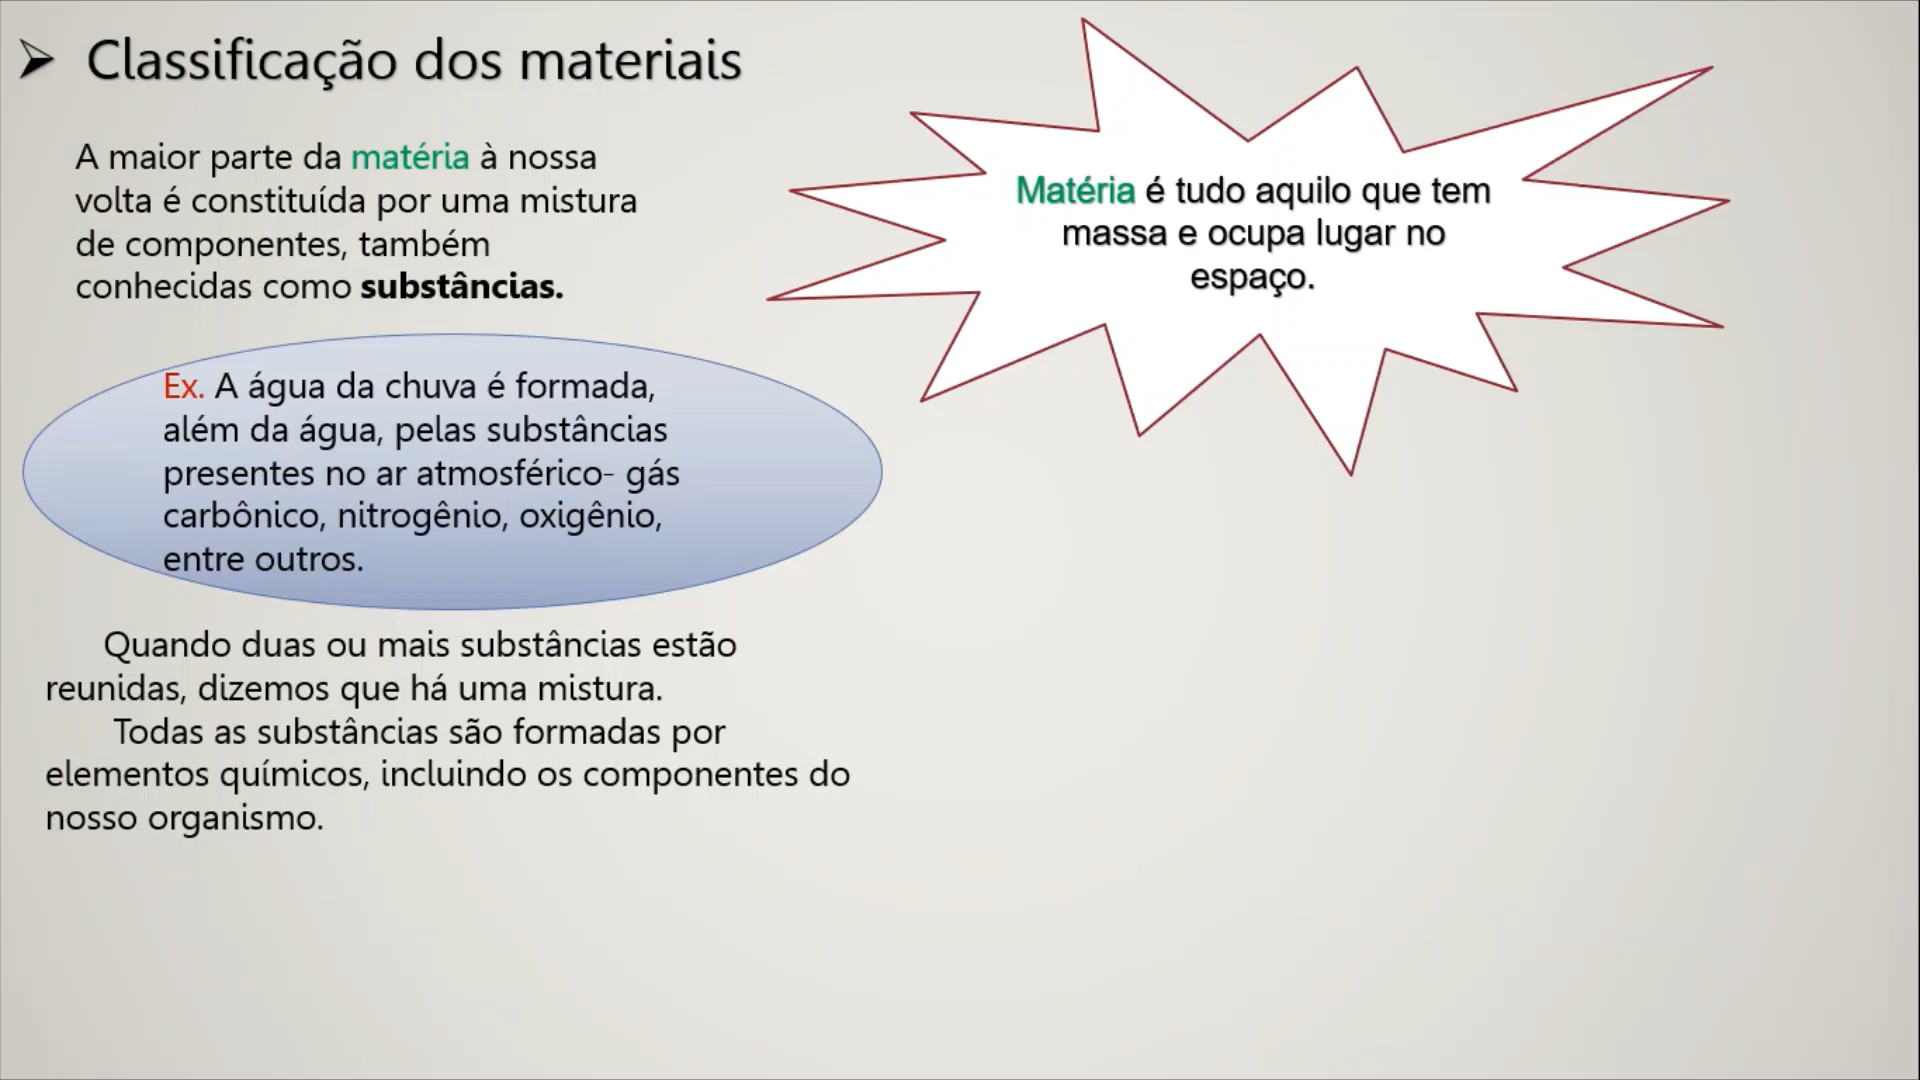 Classificação dos materiais
A maior parte da matéria à nossa
volta é constituída por uma mistura
de componentes, também
conhecidas como substâncias.
Matéria é tudo aquilo que tem
massa e ocupa lugar no
espaço.
Ex. A água da chuva é formada,
além da água, pelas substâncias
presentes no ar atmosférico- gás
carbônico, nitrogênio, oxigênio,
entre outros.
Quando duas ou mais substâncias estão
reunidas, dizemos que há uma mistura.
Todas as substâncias são formadas por
elementos químicos, incluindo os componentes do
nosso organismo.